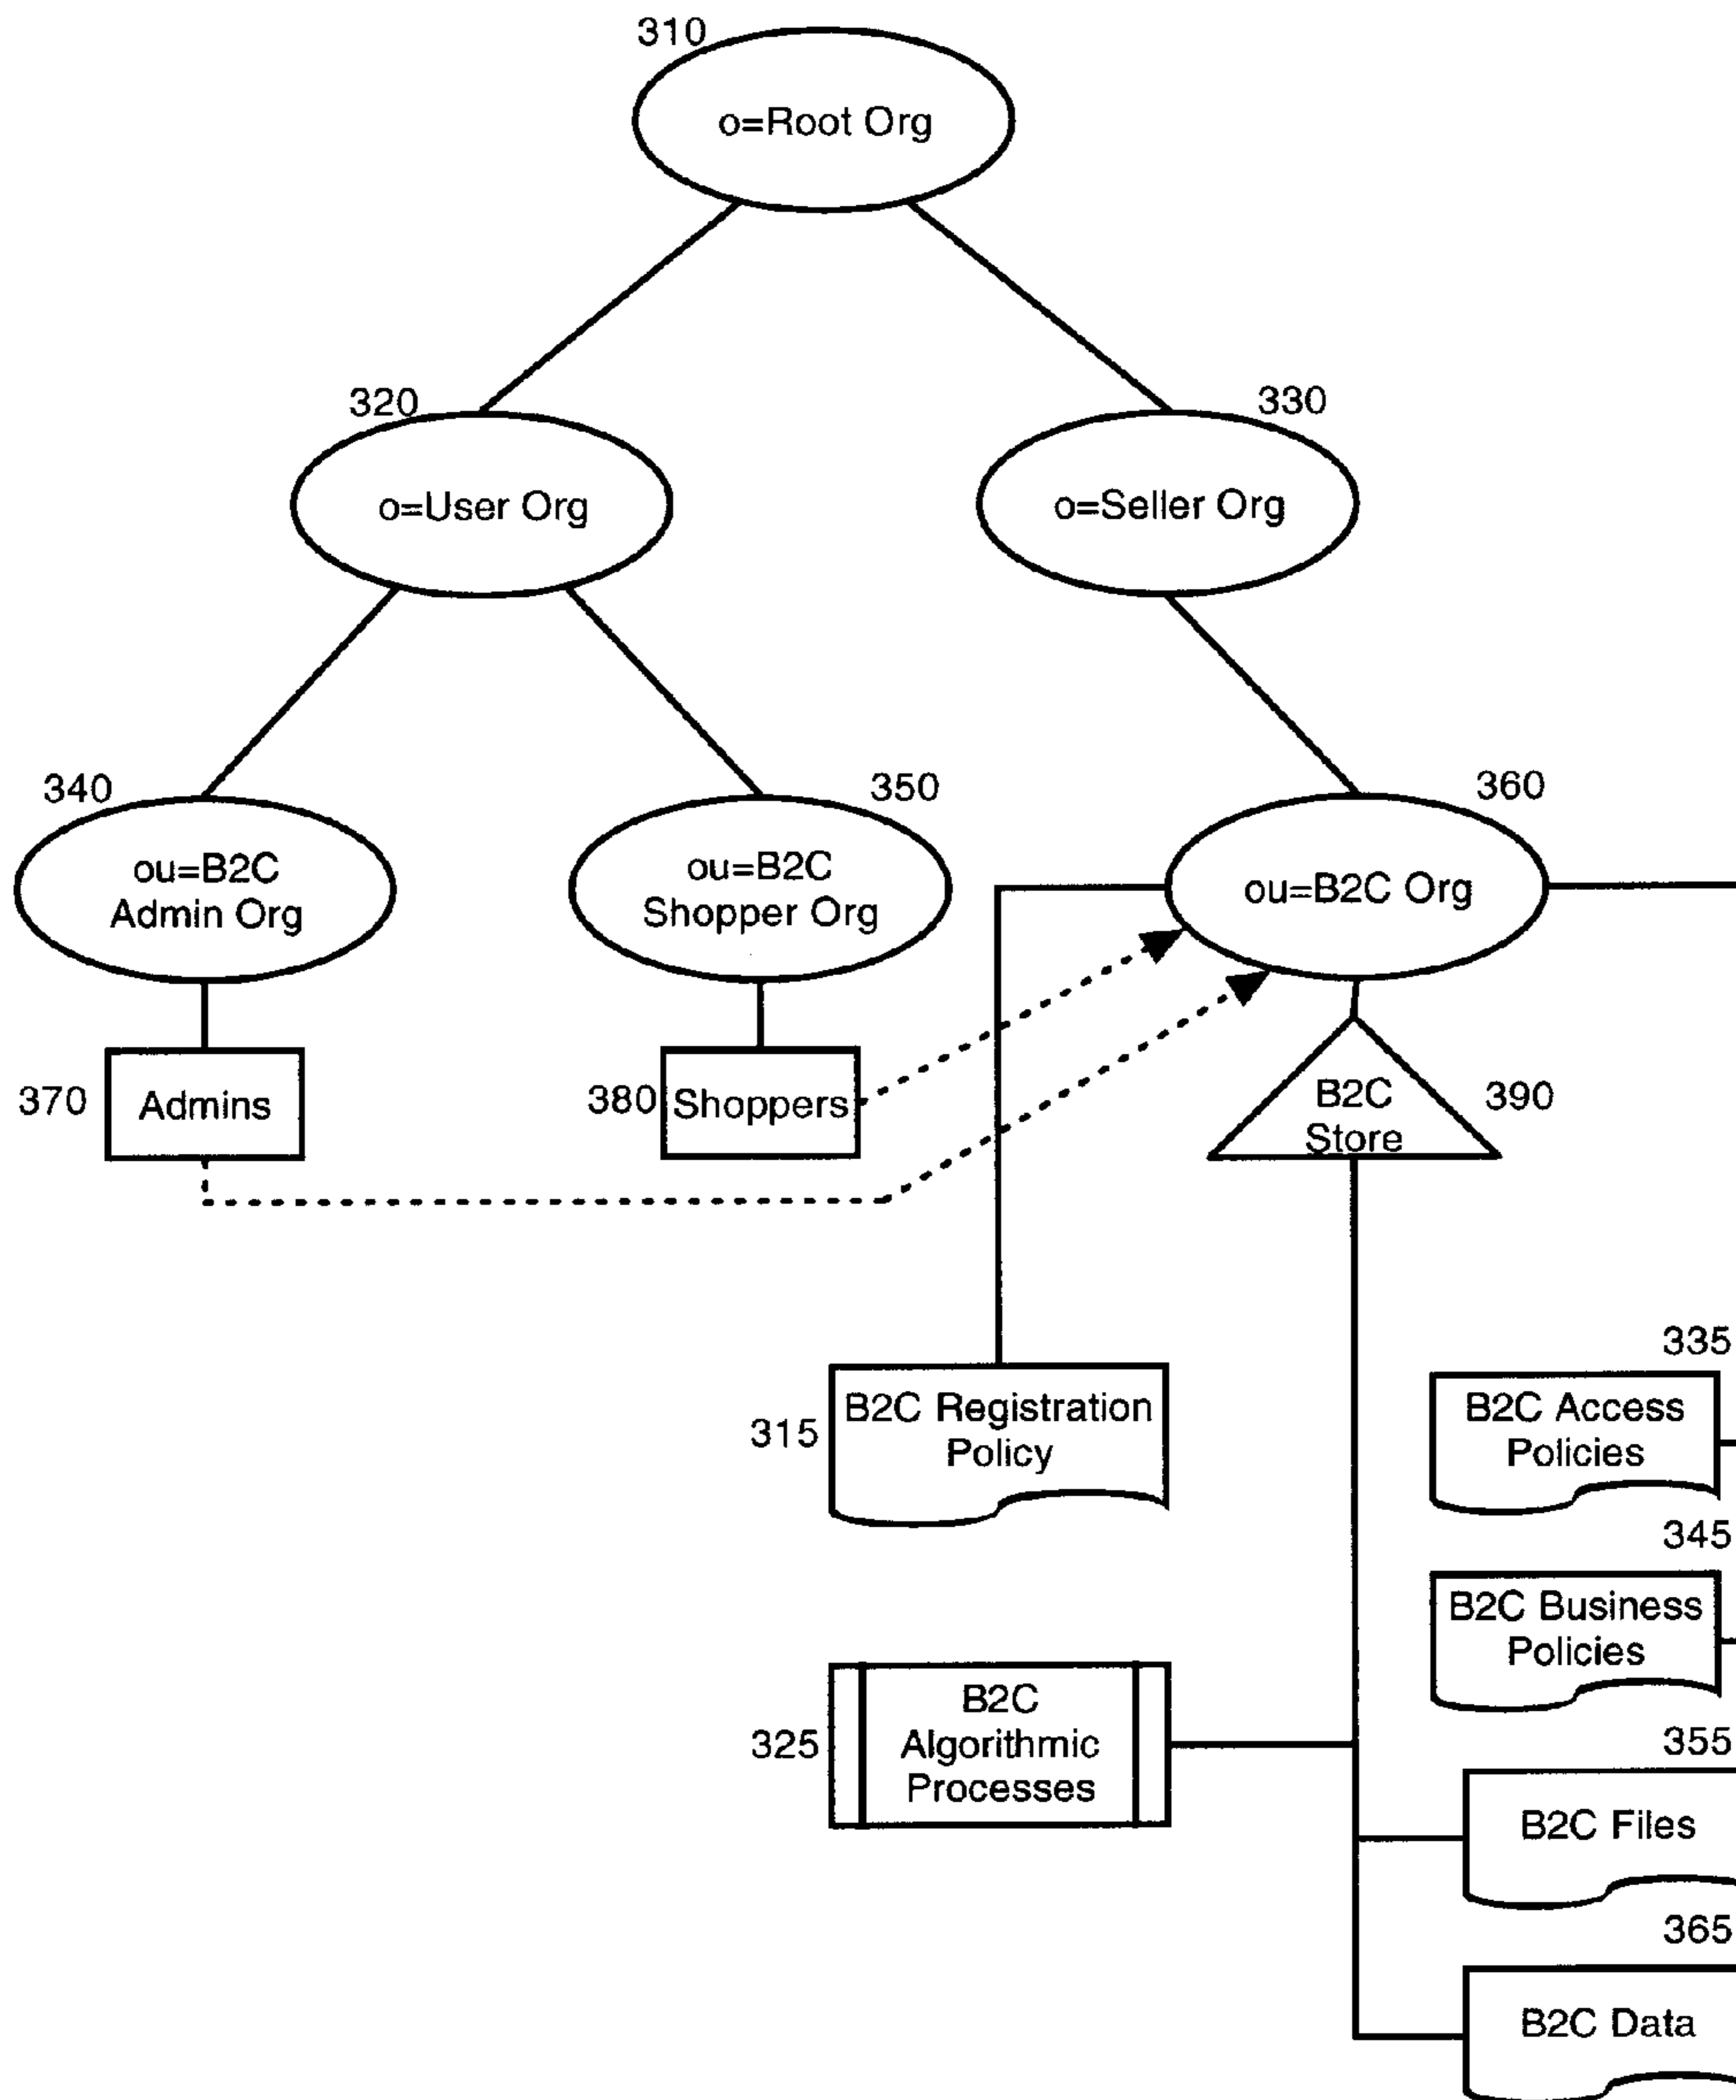 310
o=Root Org
320
330
o=User Org
o=Seller Org
340
350
360
ou=B2C
Admin Org
ou=B2C
Shopper Org
ou=B2C Org
370
Admins
380
Shoppers
B2C
Store
390
335
315
B2C Registration
Policy
B2C Access
Policies
345
B2C Business
Policies
325
B2C
Algorithmic
Processes
355
B2C Files
365
B2C Data